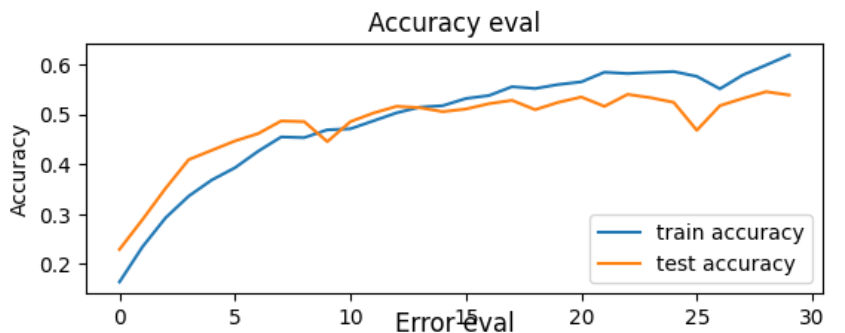 Accuracy eval
0.6
0.5
0.4
0.3
0.2
Accuracy
train accuracy
test accuracy
0 5 10 15 20 25 30
Error eval